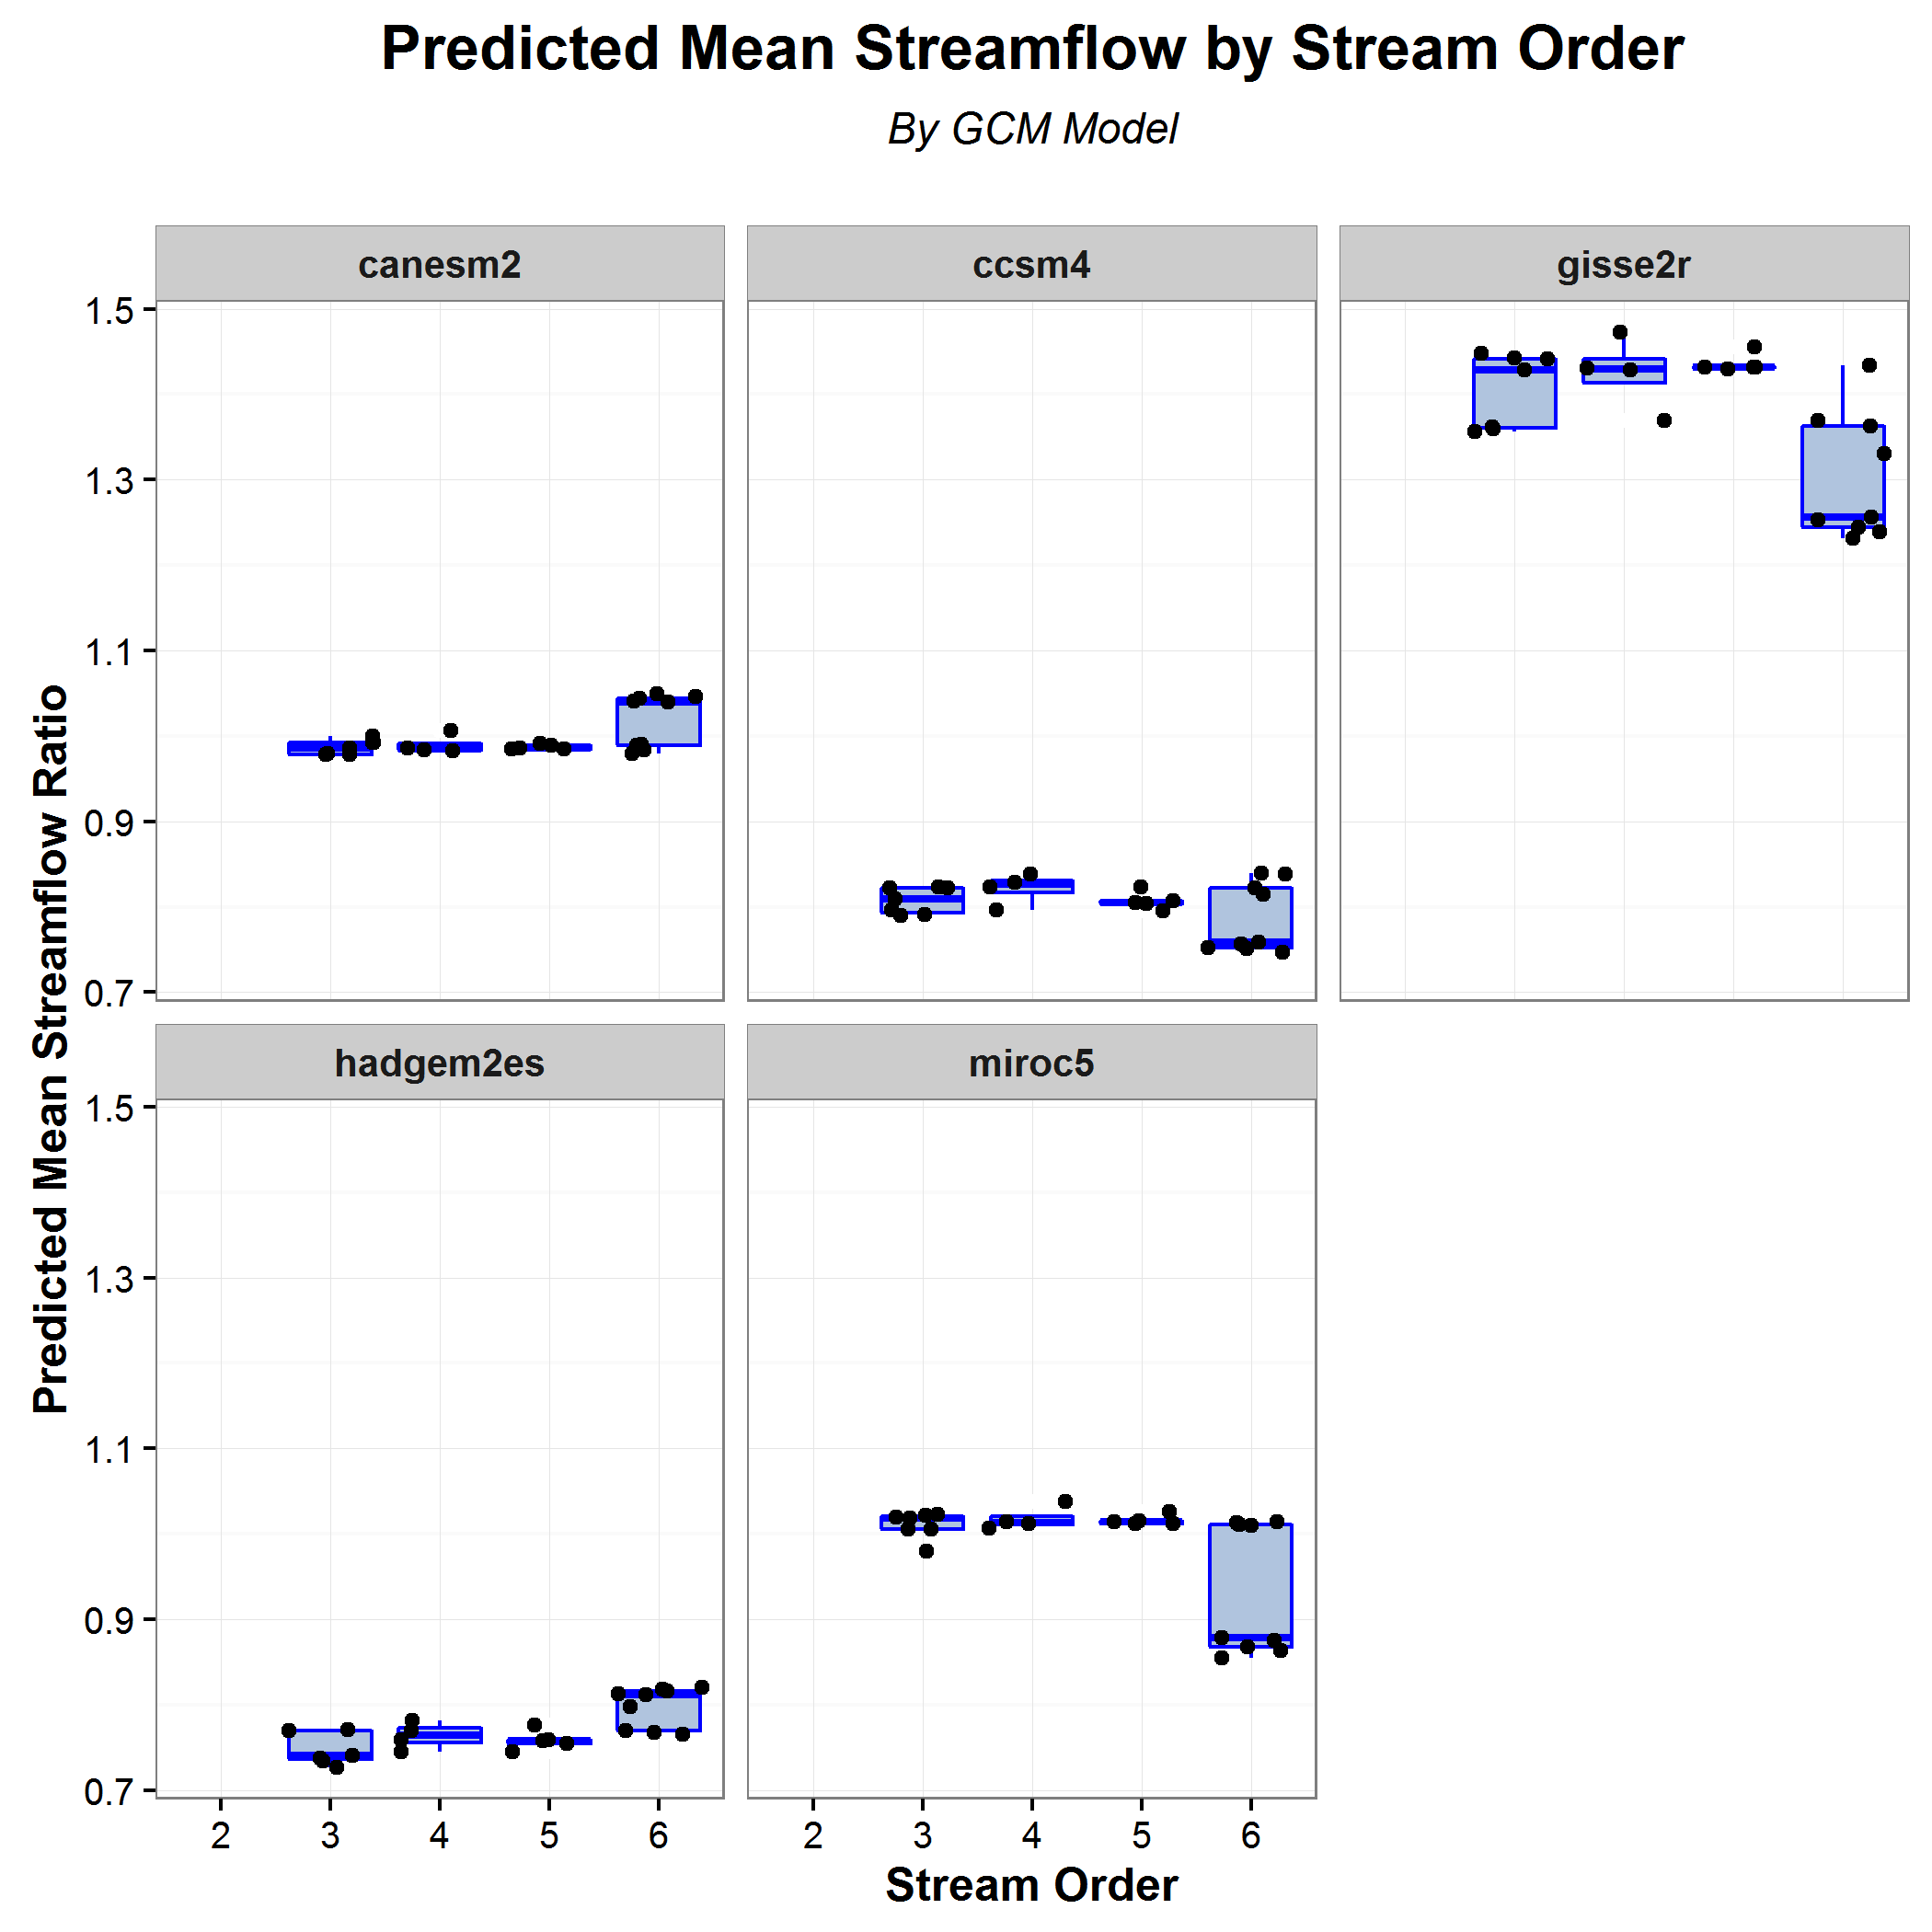 Predicted Mean Streamflow by Stream Order
By GCM Model
canesm2
ccsm4
gisse2r
1.5
1.3
1.1
0.9
0.7
Predicted Mean Streamflow Ratio
hadgem2es
miroc5
1.5
1.3
1.1
0.9
0.7
2 3 4 5 6
2 3 4 5 6
Stream Order